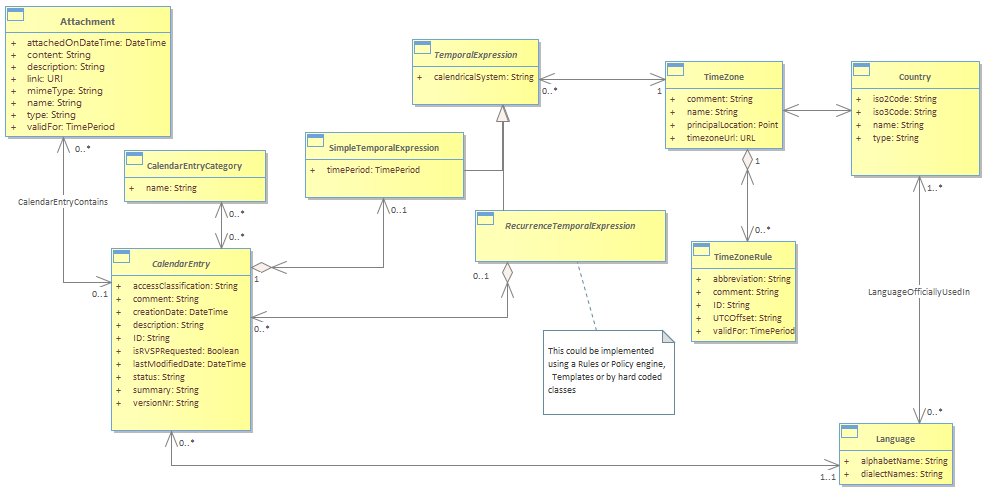 Attachment
+ attachedOnDateTime: DateTime
+ content: String
+ description: String
+ link: URI
+ mimeType: String
+ name: String
+ type: String
+ validFor: TimePeriod
0..*
CalendarEntryContains
0..1
CalendarEntryCategory
+ name: String
0..*
0..*
CalendarEntry
+ accessClassification: String
+ comment: String
+ creationDate: DateTime
+ description: String
+ ID: String
+ isRVSPRequested: Boolean
+ lastModifiedDate: DateTime
+ status: String
+ summary: String
+ versionNr: String
1
0..*
0..*
SimpleTemporalExpression
+ timePeriod: TimePeriod
0..1
TemporalExpression
+ calendricalSystem: String
0..*
1
RecurrenceTemporalExpression
0..1
This could be implemented
using a Rules or Policy engine,
Templates or by hard coded
classes
TimeZone
+ comment: String
+ name: String
+ principalLocation: Point
+ timezoneUrl: URL
1
0..*
TimeZoneRule
+ abbreviation: String
+ comment: String
+ ID: String
+ UTCOffset: String
+ validFor: TimePeriod
Country
+ iso2Code: String
+ iso3Code: String
+ name: String
+ type: String
1..*
LanguageOfficiallyUsedIn
0..*
Language
+ alphabetName: String
+ dialectNames: String
1..1